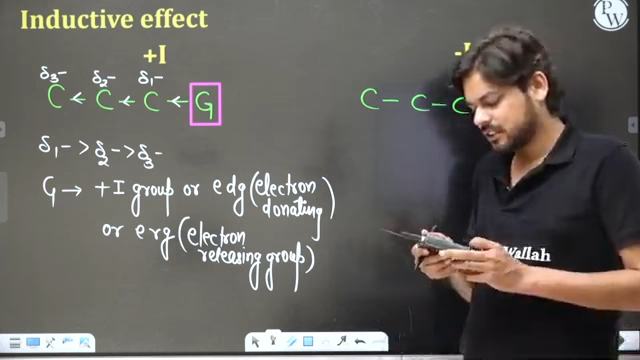 Inductive effect
+I
-I
δ3- δ2- δ1-
C ← C ← C ← G
C - C - C
δ1- > δ2- > δ3-
G → +I group or edg (electron donating)
or erg (electron releasing group)
PW
Wallah